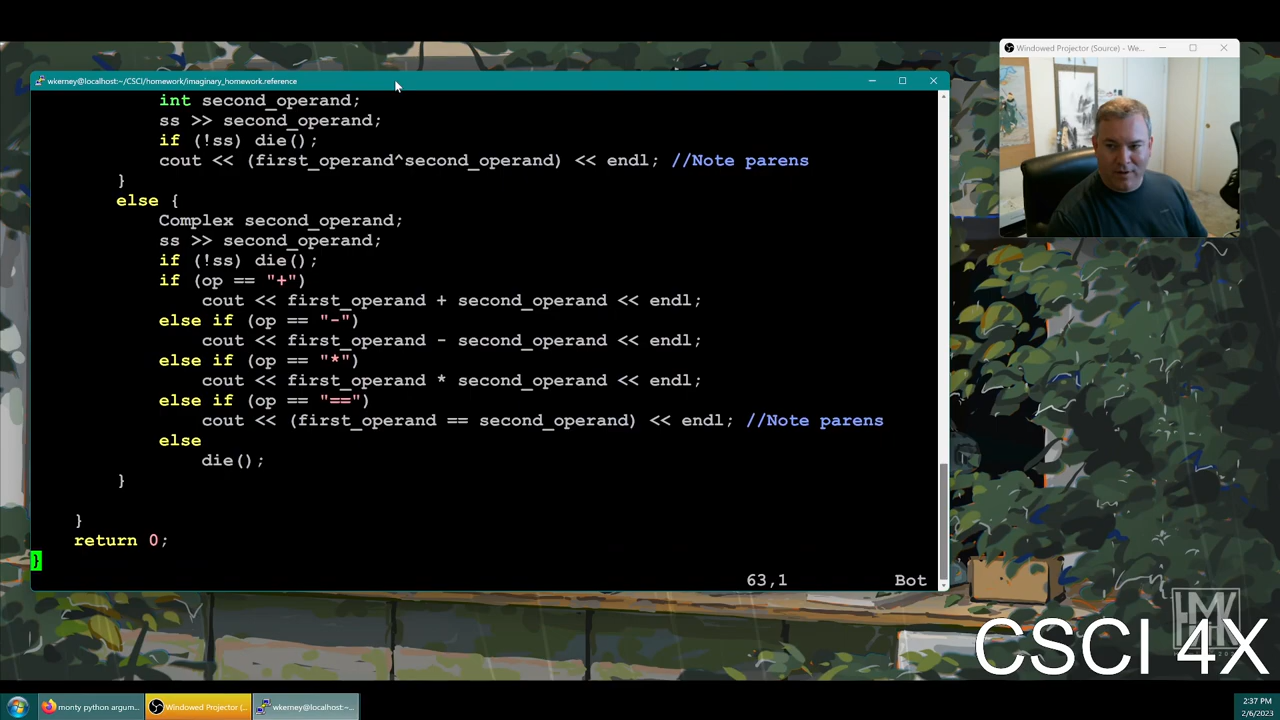 wkerney@localhost:~/CSCI/homework/imaginary_homework.reference
Windowed Projector (Source) - We...
int second_operand;
ss >> second_operand;
if (!ss) die();
cout << (first_operand^second_operand) << endl; //Note parens
}
else {
Complex second_operand;
ss >> second_operand;
if (!ss) die();
if (op == "+")
cout << first_operand + second_operand << endl;
else if (op == "-")
cout << first_operand - second_operand << endl;
else if (op == "*")
cout << first_operand * second_operand << endl;
else if (op == "==")
cout << (first_operand == second_operand) << endl; //Note parens
else
die();
}
}
return 0;
}
63,1 Bot
HMK
CSCI 4X
monty python argum...
Windowed Projector (...
wkerney@localhost:~...
2:37 PM
2/6/2023